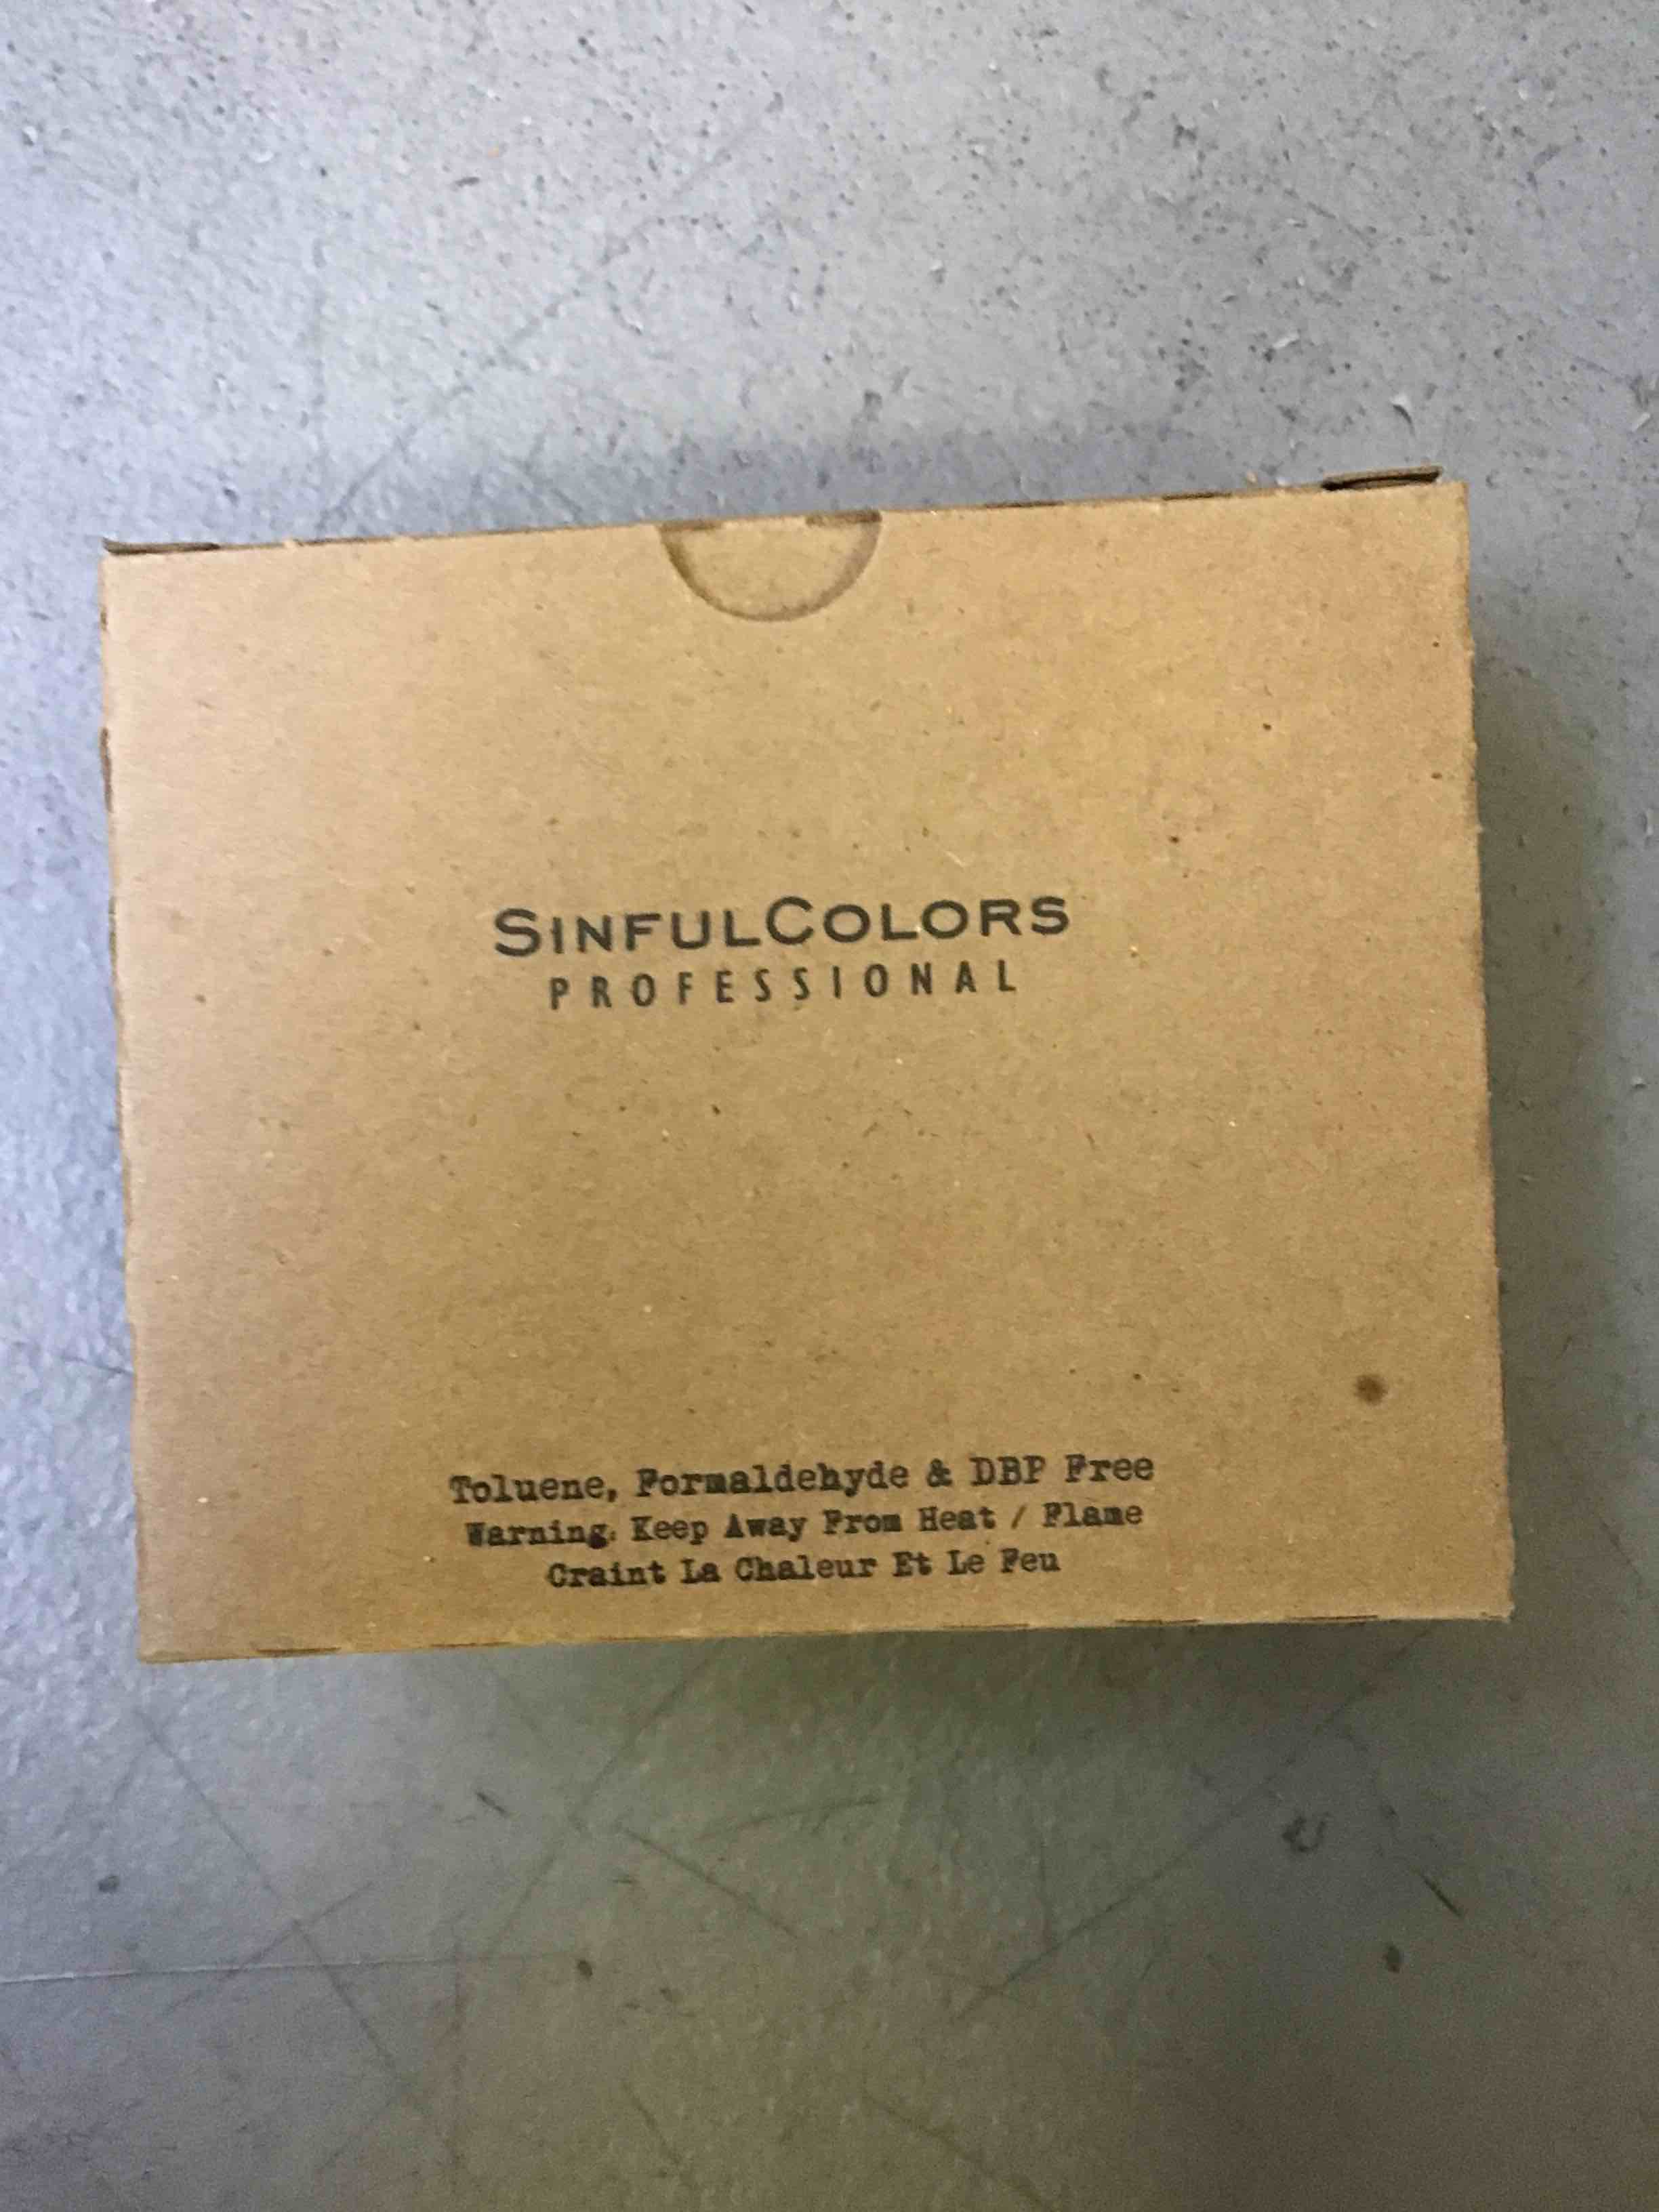 SINFULCOLORS
PROFESSIONAL
Toluene, Formaldehyde & DBP Free
Warning: Keep Away From Heat / Flame
Craint La Chaleur Et Le Feu